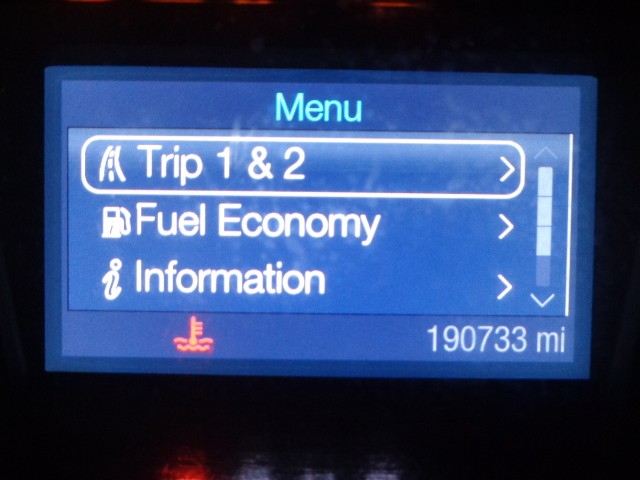 Menu
Trip 1 & 2
Fuel Economy
Information
190733 mi